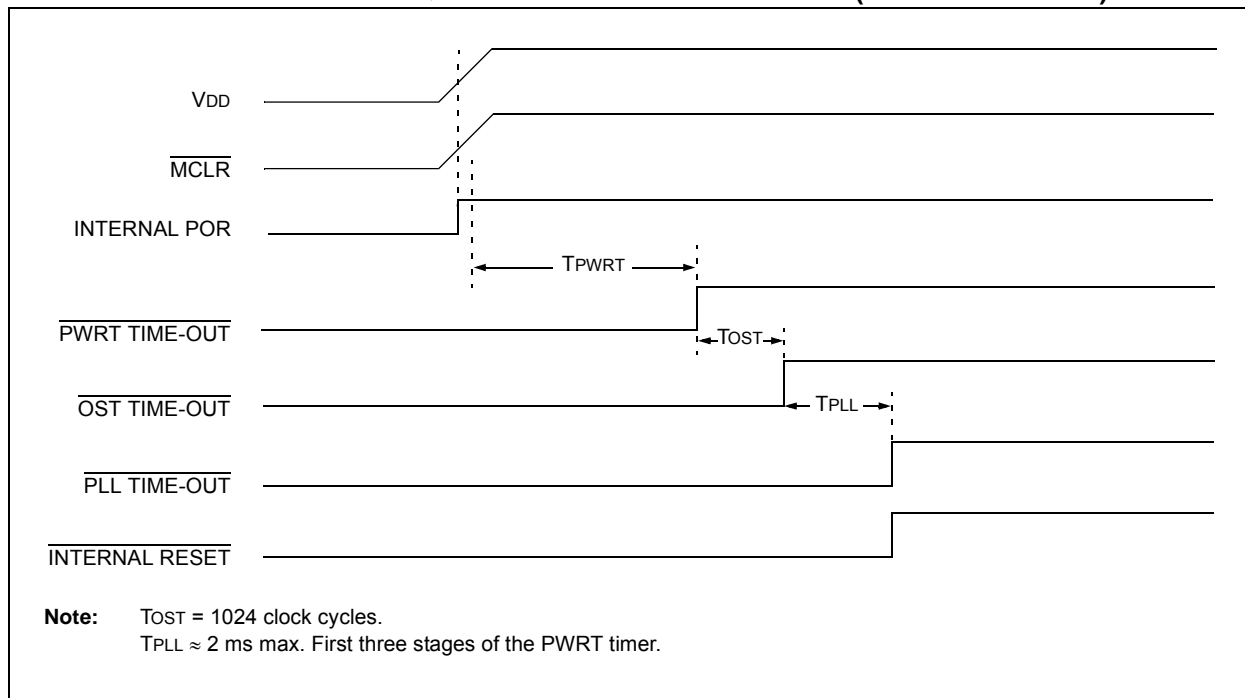 VDD
MCLR
INTERNAL POR
TPWRT
PWRT TIME-OUT
TOST
OST TIME-OUT
TPLL
PLL TIME-OUT
INTERNAL RESET
Note: TOST = 1024 clock cycles.
TPLL ≈ 2 ms max. First three stages of the PWRT timer.